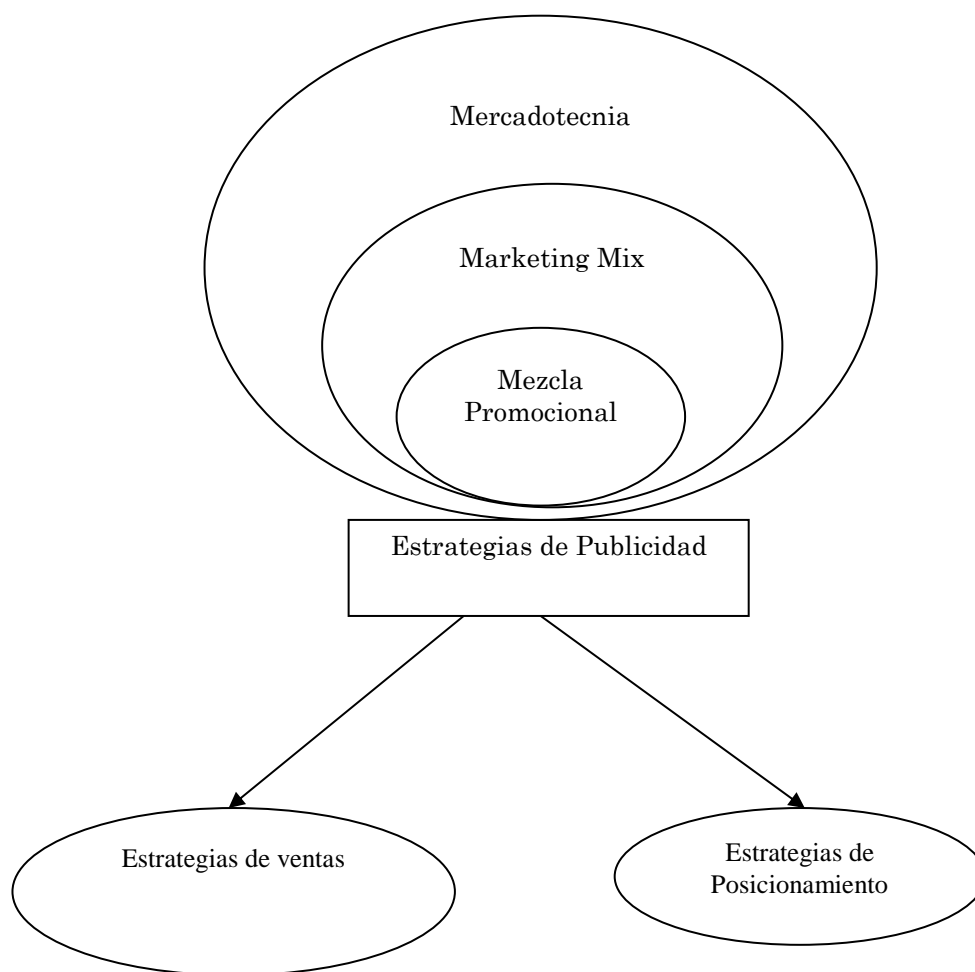 Mercadotecnia
Marketing Mix
Mezcla
Promocional
Estrategias de Publicidad
Estrategias de ventas
Estrategias de
Posicionamiento